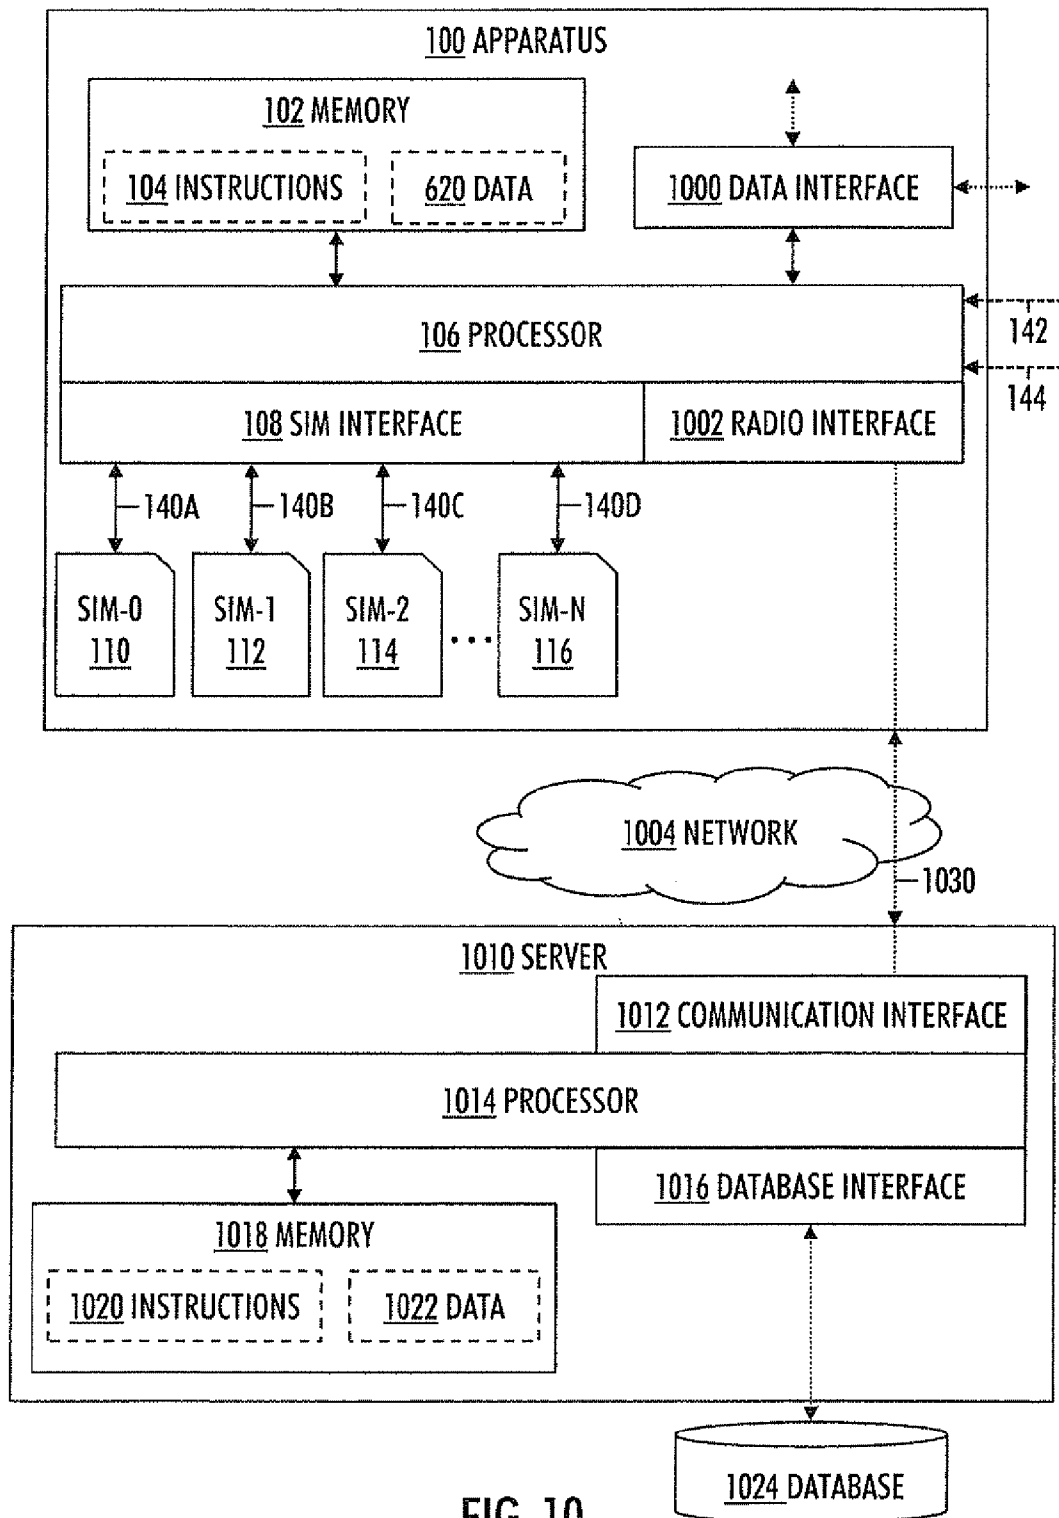 100 APPARATUS
102 MEMORY
104 INSTRUCTIONS
620 DATA
1000 DATA INTERFACE
106 PROCESSOR
142
144
108 SIM INTERFACE
1002 RADIO INTERFACE
140A
140B
140C
140D
SIM-0
110
SIM-1
112
SIM-2
114
...
SIM-N
116
1004 NETWORK
1030
1010 SERVER
1012 COMMUNICATION INTERFACE
1014 PROCESSOR
1016 DATABASE INTERFACE
1018 MEMORY
1020 INSTRUCTIONS
1022 DATA
1024 DATABASE
FIG. 10